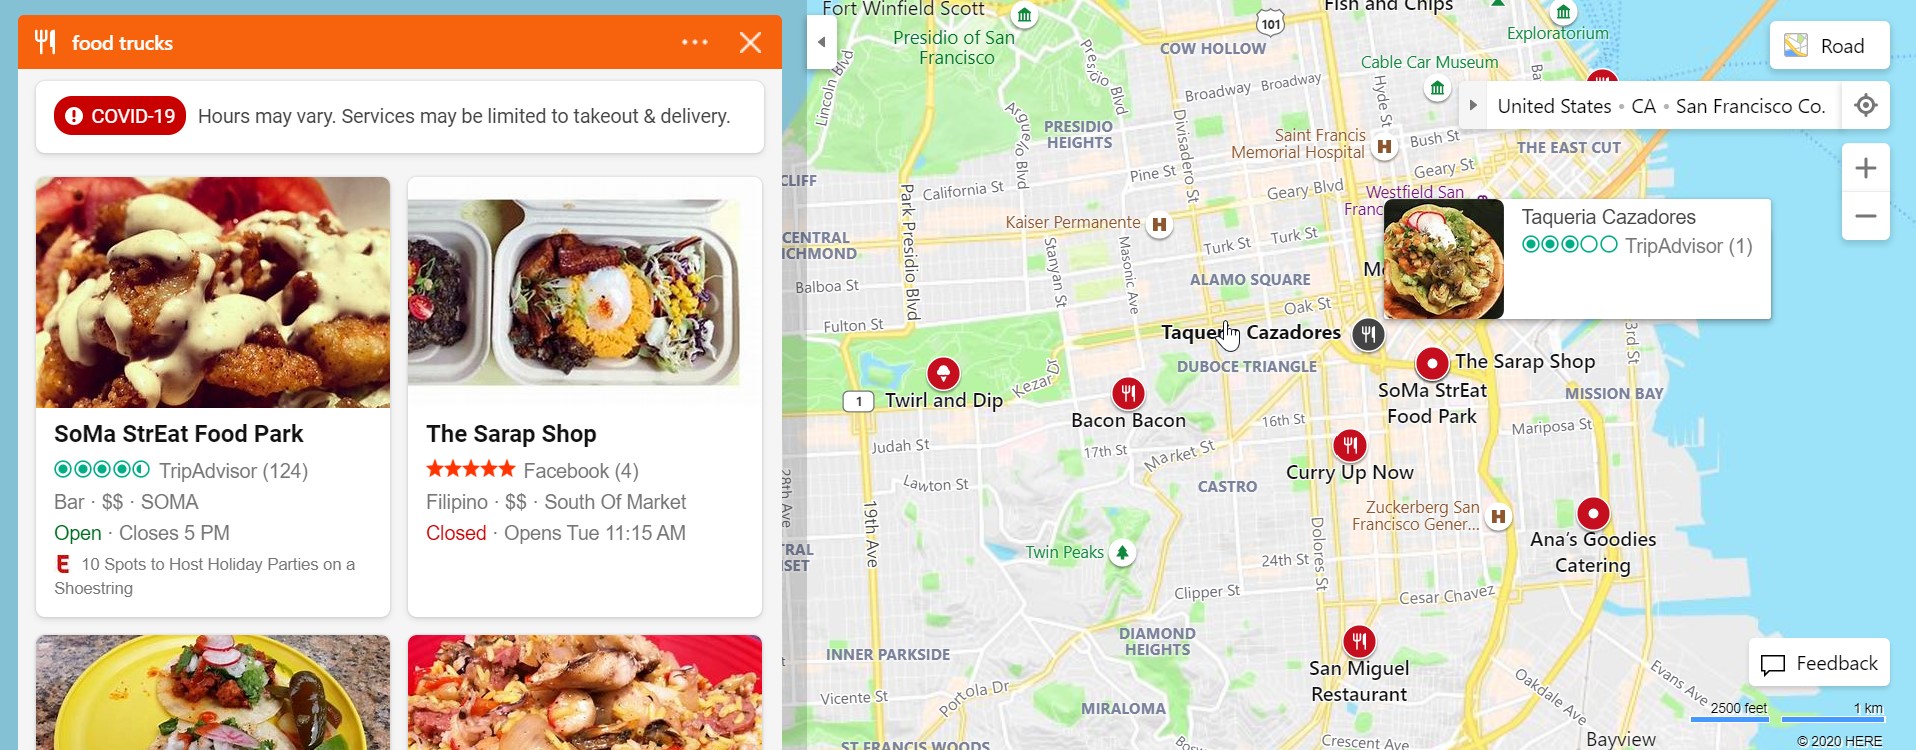 food trucks
COVID-19 Hours may vary. Services may be limited to takeout & delivery.
SoMa StrEat Food Park
TripAdvisor (124)
Bar · $$ · SOMA
Open · Closes 5 PM
E 10 Spots to Host Holiday Parties on a
Shoestring
The Sarap Shop
Facebook (4)
Filipino · $$ · South Of Market
Closed · Opens Tue 11:15 AM
Fort Winfield Scott
Presidio of San
Francisco
Lincoln Blvd
Presidio Blvd
COW HOLLOW
101
Fish and Chips
Exploratorium
Cable Car Museum
Road
United States • CA • San Francisco Co.
Broadway
Broadway
Hyde St
Arguello Blvd
PRESIDIO
HEIGHTS
Divisadero St
Saint Francis
Memorial Hospital
H
Bush St
THE EAST CUT
CLIFF
California St
Pine St
Geary St
Geary Blvd
Westfield San
Park Presidio Blvd
Kaiser Permanente
H
CENTRAL
ICHMOND
Stanyan St
Masonic Ave
Turk St
Turk St
Taqueria Cazadores
TripAdvisor (1)
Balboa St
ALAMO SQUARE
Oak St
Fulton St
Taqueria Cazadores
3rd St
DUBOCE TRIANGLE
The Sarap Shop
SoMa StrEat
Food Park
MISSION BAY
Kezar Dr
1
Twirl and Dip
Bacon Bacon
16th St
Mariposa St
Judah St
17th St
Market St
Curry Up Now
Lawton St
CASTRO
28th Ave
19th Ave
Zuckerberg San
Francisco Gener...
H
Ana's Goodies
Catering
Twin Peaks
Dolores St
24th St
Clipper St
Cesar Chavez
DIAMOND
HEIGHTS
INNER PARKSIDE
San Miguel
Restaurant
Feedback
Vicente St
Portola Dr
MIRALOMA
Oakdale Ave
Evans Ave
2500 feet
1 km
ST FRANCIS WOODS
Crescent Ave
Bayview
© 2020 HERE